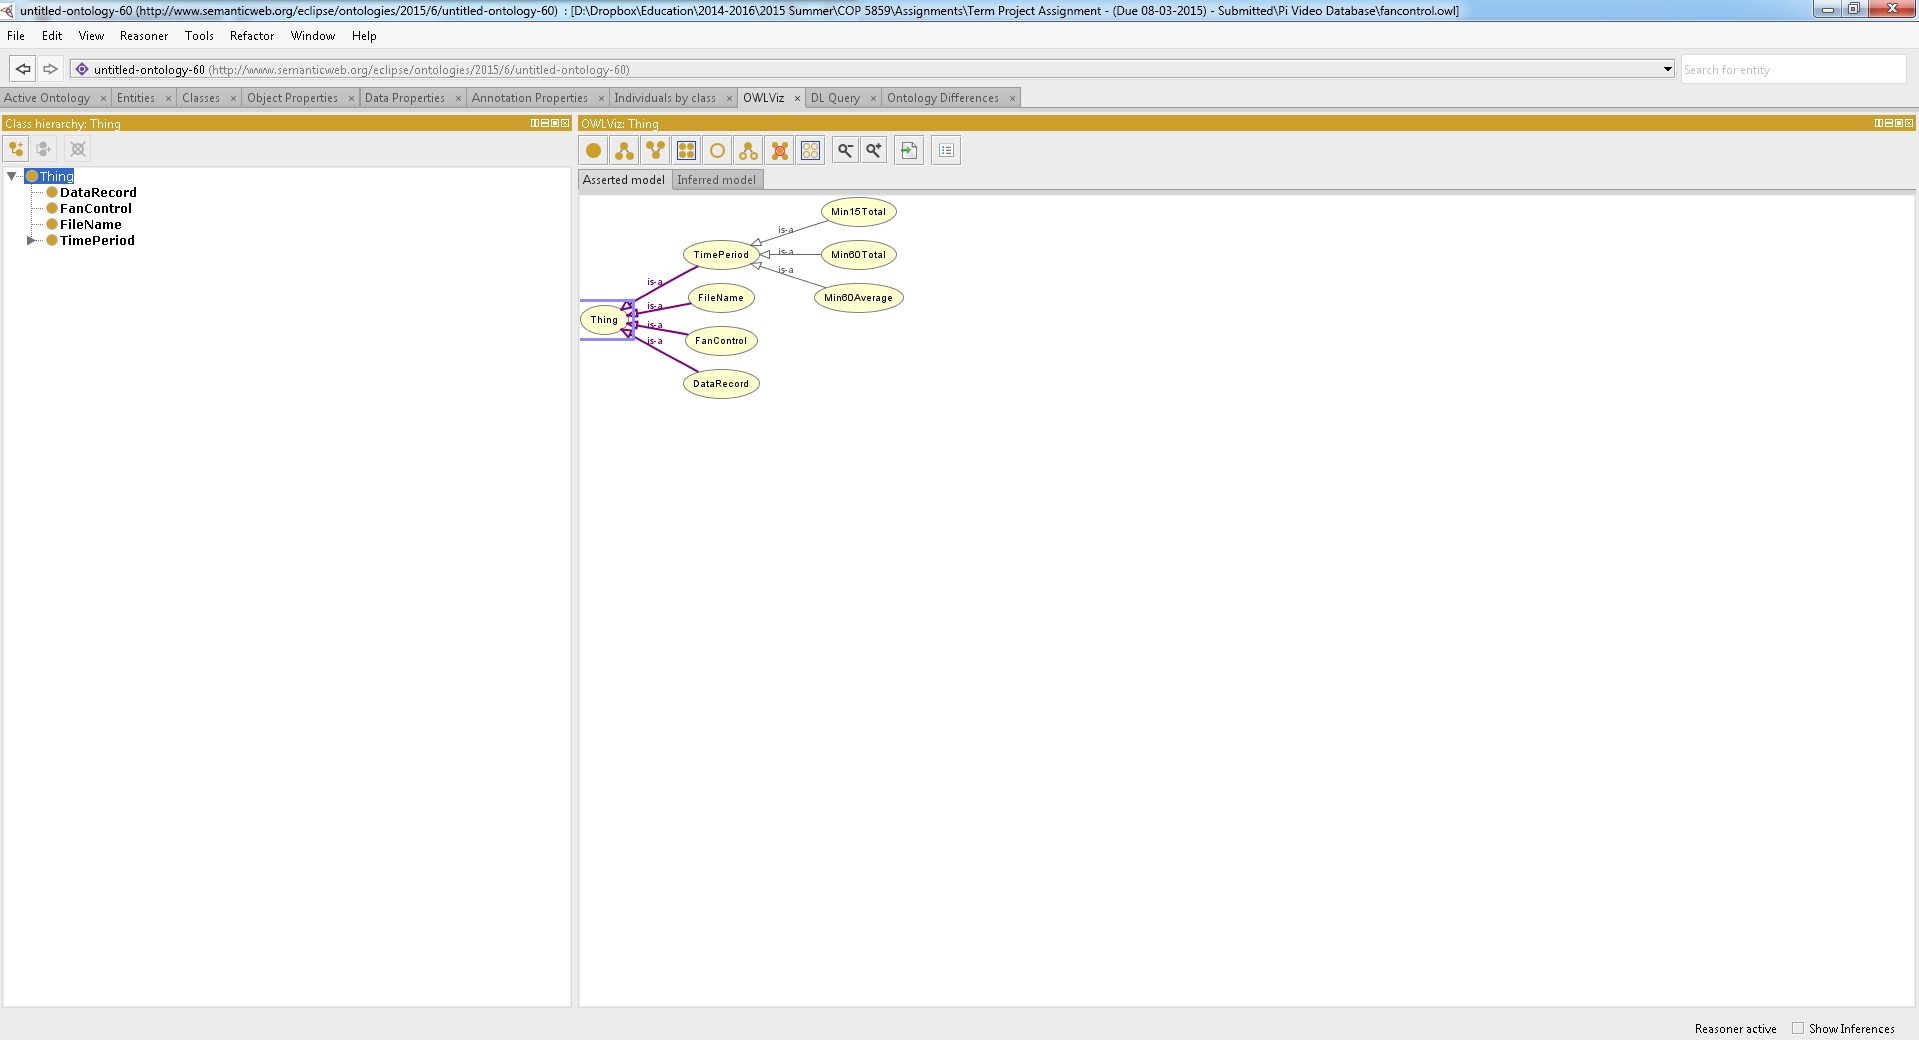 untitled-ontology-60 (http://www.semanticweb.org/eclipse/ontologies/2015/6/untitled-ontology-60) : [D:\Dropbox\Education\2014-2016\2015 Summer\COP 5859\Assignments\Term Project Assignment - (Due 08-03-2015) - Submitted\Pi Video Database\fancontrol.owl]
File Edit View Reasoner Tools Refactor Window Help
untitled-ontology-60 (http://www.semanticweb.org/eclipse/ontologies/2015/6/untitled-ontology-60)
Search for entity
Active Ontology × Entities × Classes × Object Properties × Data Properties × Annotation Properties × Individuals by class × OWLViz × DL Query × Ontology Differences ×
Class hierarchy: Thing
Thing
DataRecord
FanControl
FileName
TimePeriod
OWLViz: Thing
Asserted model Inferred model
Min15Total
is-a
TimePeriod
is-a
Min60Total
is-a
is-a
FileName
Min60Average
is-a
Thing
is-a
FanControl
is-a
DataRecord
Reasoner active Show Inferences